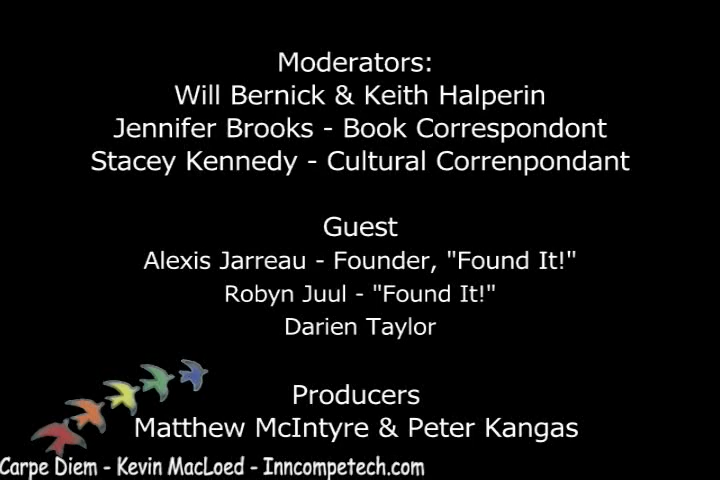 Moderators:
Will Bernick & Keith Halperin
Jennifer Brooks - Book Correspondont
Stacey Kennedy - Cultural Correnpondant
Guest
Alexis Jarreau - Founder, "Found It!"
Robyn Juul - "Found It!"
Darien Taylor
Producers
Matthew McIntyre & Peter Kangas
Carpe Diem - Kevin MacLoed - Inncompetech.com